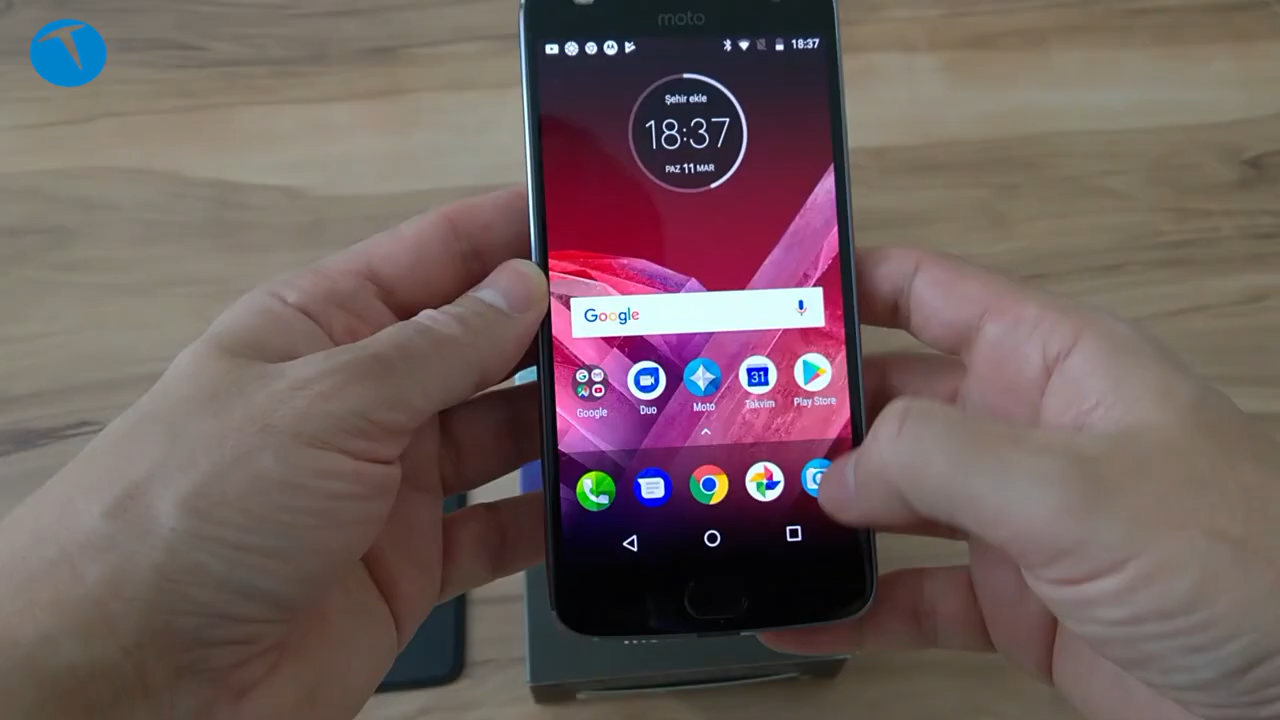 moto
18:37
Şehir ekle
18:37
PAZ 11 MAR
Google
31
Google
Duo
Moto
Takvim
Play Store